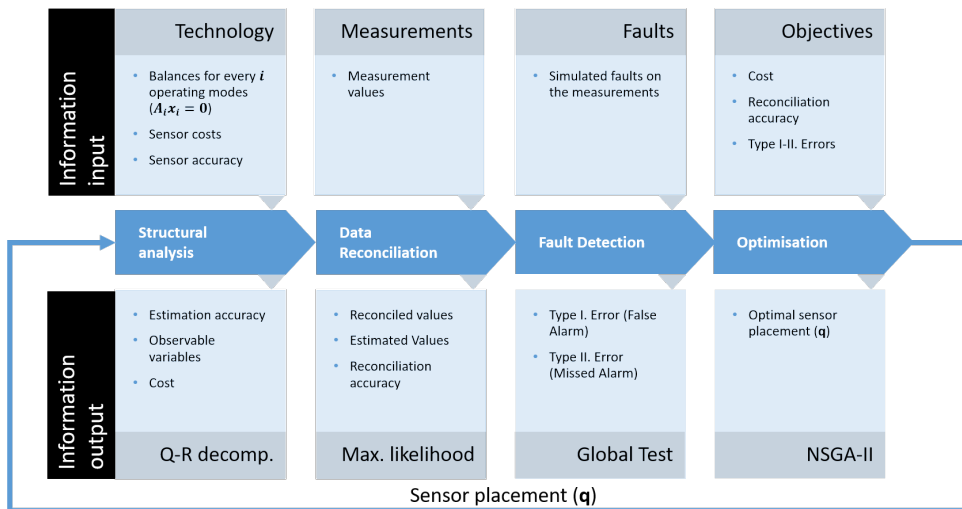 Information
input
Technology
Balances for every i
operating modes
(Aᵢxᵢ = 0)
Sensor costs
Sensor accuracy
Measurements
Measurement
values
Faults
Simulated faults on
the measurements
Objectives
Cost
Reconciliation
accuracy
Type I-II. Errors
Structural
analysis
Data
Reconciliation
Fault Detection
Optimisation
Information
output
Estimation accuracy
Observable
variables
Cost
Q-R decomp.
Reconciled values
Estimated Values
Reconciliation
accuracy
Max. likelihood
Type I. Error (False
Alarm)
Type II. Error
(Missed Alarm)
Global Test
Optimal sensor
placement (q)
NSGA-II
Sensor placement (q)